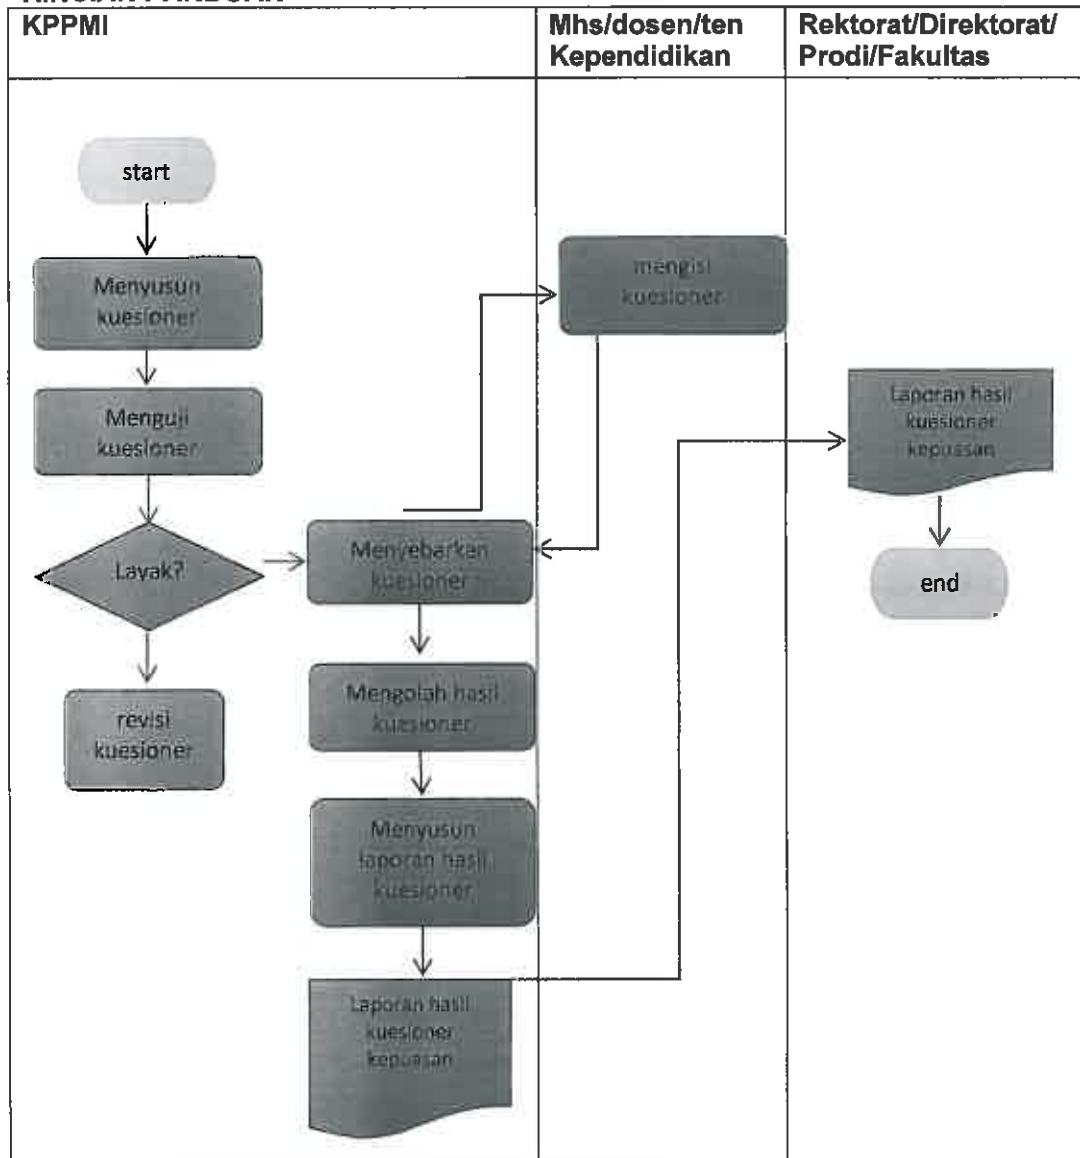 KPPMI
Mhs/dosen/ten
Kependidikan
Rektorat/Direktorat/
Prodi/Fakultas
start
Menyusun
kuesioner
Menguji
kuesioner
Layak?
revisi
kuesioner
Menyebarkan
kuesioner
Mengolah hasil
kuesioner
Menyusun
laporan hasil
kuesioner
Laporan hasil
kuesioner
kepuasan
mengisi
kuesioner
Laporan hasil
kuesioner
kepuasan
end